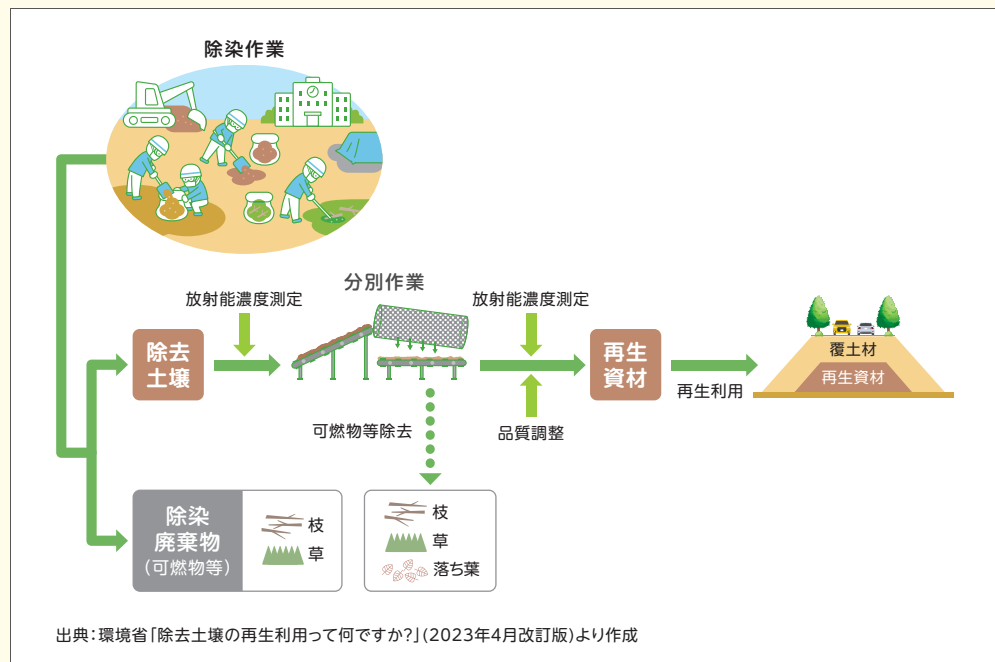 除染作業
分別作業
放射能濃度測定
放射能濃度測定
除去
土壌
再生
資材
再生利用
覆土材
再生資材
可燃物等除去
品質調整
除染
廃棄物
(可燃物等)
枝
草
枝
草
落ち葉
出典:環境省「除去土壌の再生利用って何ですか?」(2023年4月改訂版)より作成